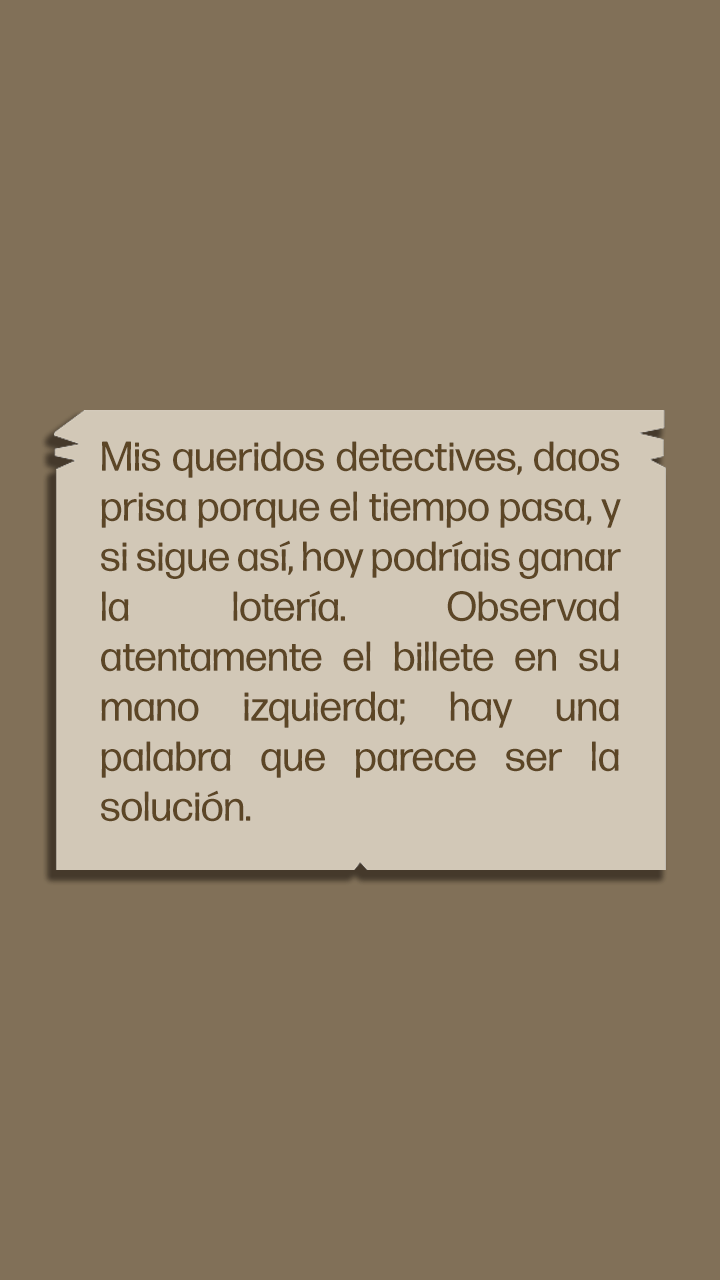 Mis queridos detectives, daos
prisa porque el tiempo pasa, y
si sigue así, hoy podríais ganar
la lotería. Observad
atentamente el billete en su
mano izquierda; hay una
palabra que parece ser la
solución.